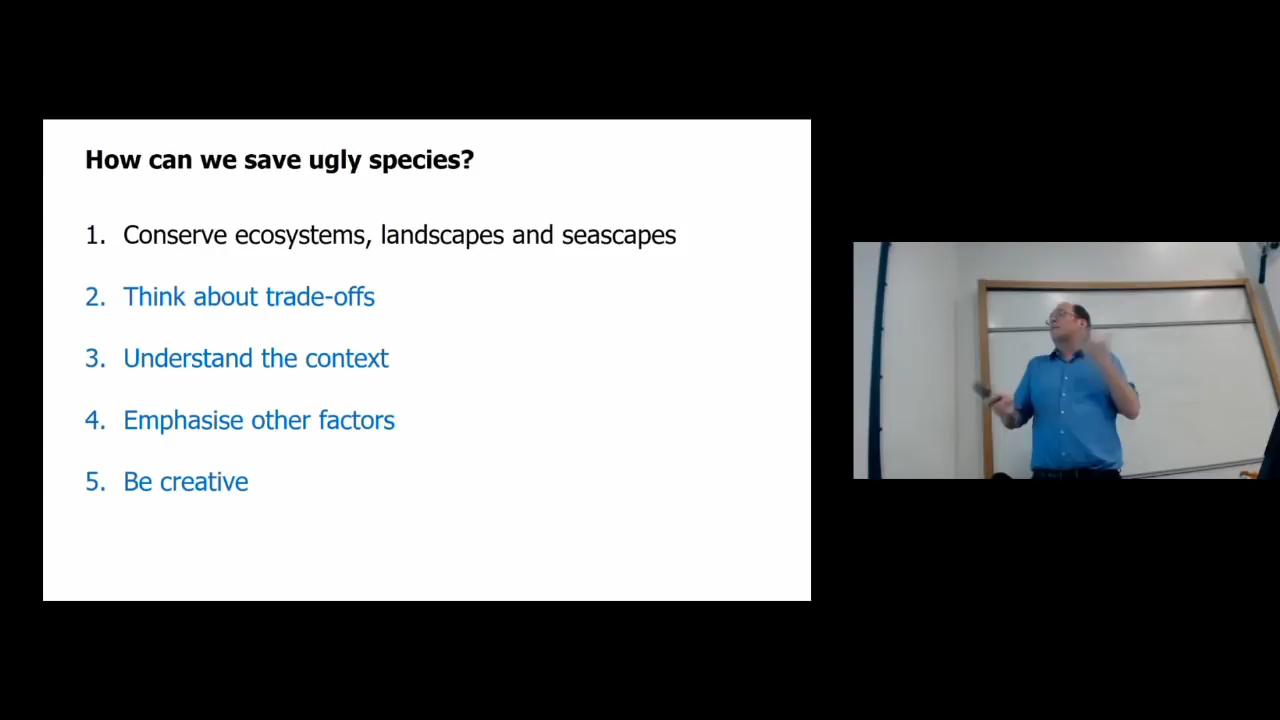 How can we save ugly species?
1. Conserve ecosystems, landscapes and seascapes
2. Think about trade-offs
3. Understand the context
4. Emphasise other factors
5. Be creative